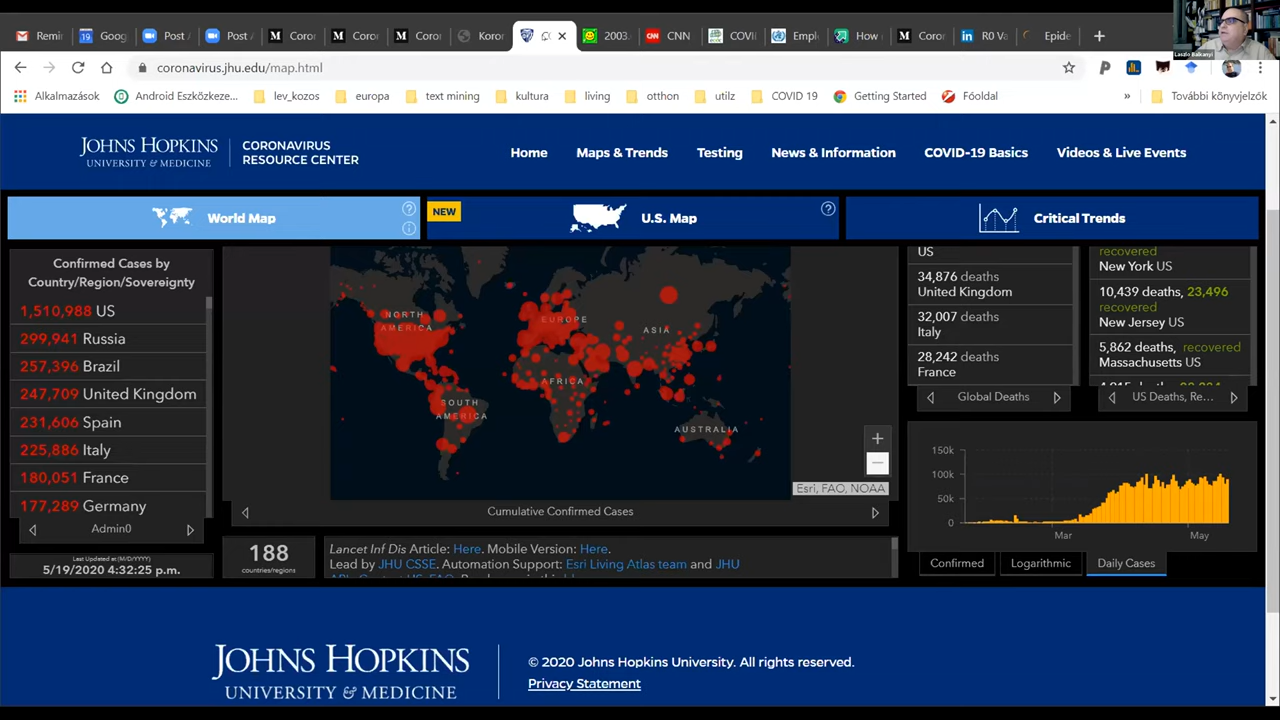 Remi
19
Goog
Post
Post
M
Coror
M
Coror
M
Coror
Koror
2003.
CNN
CNN
COVI
Empl
How
M
Coror
in
R0 Va
Epide
coronavirus.jhu.edu/map.html
Laszlo Balkanyi
Alkalmazások
Android Eszközkeze...
lev_kozos
europa
text mining
kultura
living
otthon
utilz
COVID 19
Getting Started
Főoldal
»
További könyvjelzők
JOHNS HOPKINS
UNIVERSITY & MEDICINE
CORONAVIRUS
RESOURCE CENTER
Home
Maps & Trends
Testing
News & Information
COVID-19 Basics
Videos & Live Events
World Map
NEW
U.S. Map
Critical Trends
Confirmed Cases by
Country/Region/Sovereignty
1,510,988 US
299,941 Russia
257,396 Brazil
247,709 United Kingdom
231,606 Spain
225,886 Italy
180,051 France
177,289 Germany
Admin0
Last Updated at (M/D/YYYY)
5/19/2020 4:32:25 p.m.
NORTH
AMERICA
EUROPE
ASIA
AFRICA
SOUTH
AMERICA
AUSTRALIA
Esri, FAO, NOAA
Cumulative Confirmed Cases
188
countries/regions
Lancet Inf Dis Article: Here. Mobile Version: Here.
Lead by JHU CSSE. Automation Support: Esri Living Atlas team and JHU
US
34,876 deaths
United Kingdom
32,007 deaths
Italy
28,242 deaths
France
Global Deaths
recovered
New York US
10,439 deaths, 23,496
recovered
New Jersey US
5,862 deaths, recovered
Massachusetts US
US Deaths, Re...
150k
100k
50k
0
Mar
May
Confirmed
Logarithmic
Daily Cases
JOHNS HOPKINS
UNIVERSITY & MEDICINE
© 2020 Johns Hopkins University. All rights reserved.
Privacy Statement